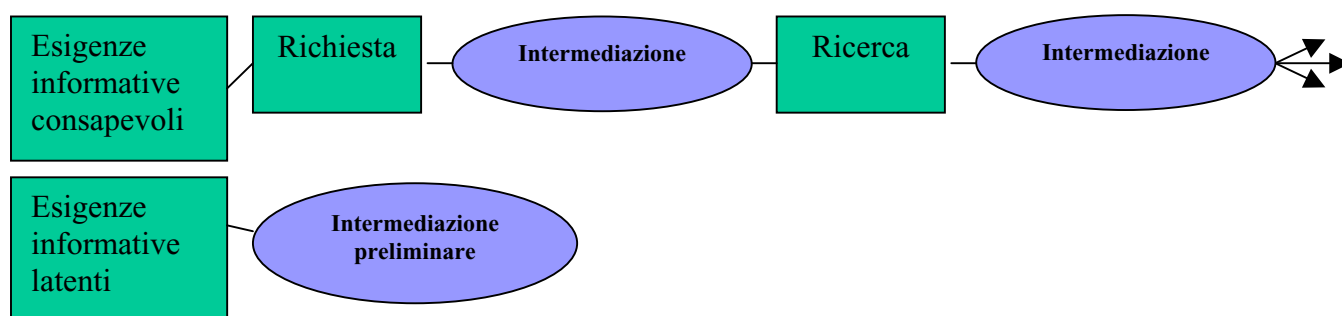 Esigenze
informative
consapevoli
Richiesta
Intermediazione
Ricerca
Intermediazione
Esigenze
informative
latenti
Intermediazione
preliminare